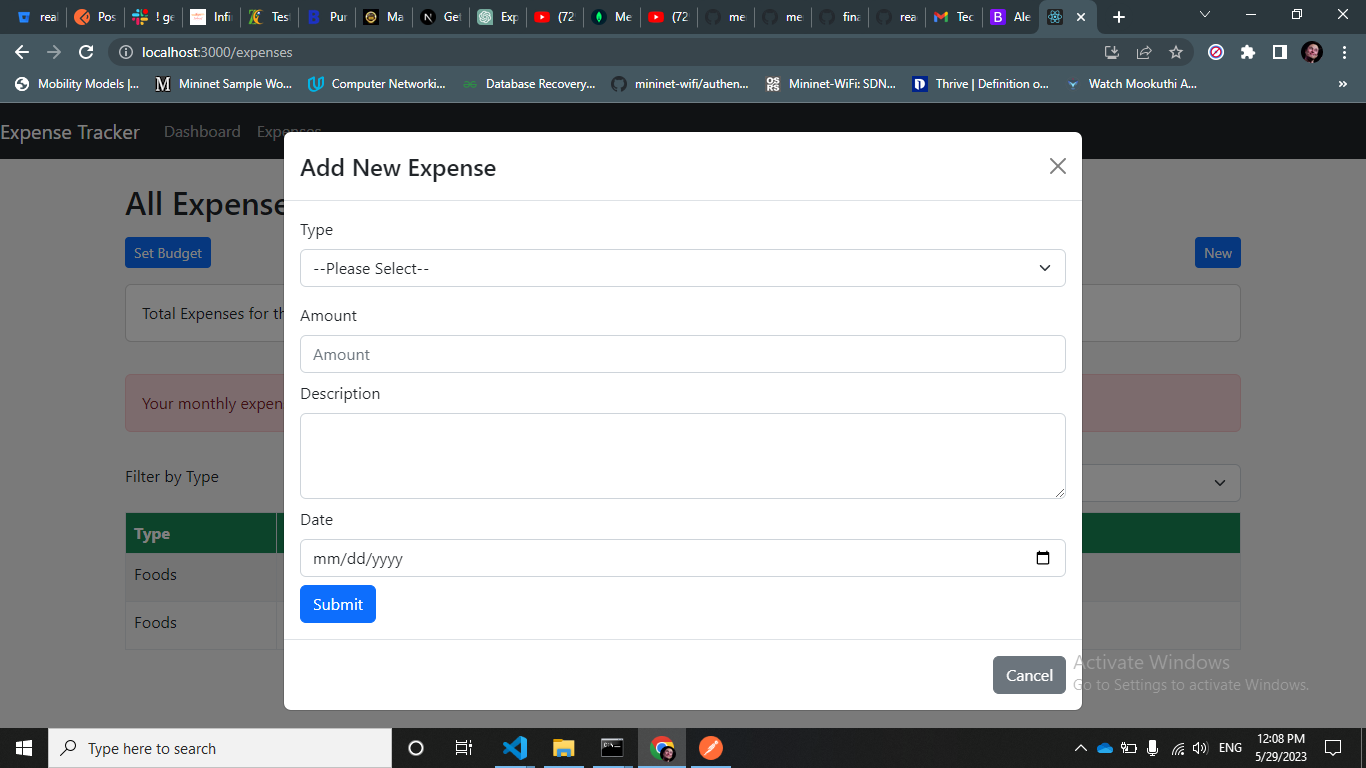 real
Pos
! ge
Infi
Test
Pur
Ma
Get
Exp
(72
Me
(72
me
me
fina
rea
Tec
Ale
localhost:3000/expenses
Mobility Models |...
Mininet Sample Wo...
Computer Networki...
Database Recovery...
mininet-wifi/authen...
Mininet-WiFi: SDN...
Thrive | Definition o...
Watch Mookuthi A...
»
Expense Tracker
Dashboard
Expenses
Add New Expense
All Expense
Type
Set Budget
New
--Please Select--
Total Expenses for th
Amount
Amount
Description
Your monthly expen
Filter by Type
Date
Type
mm/dd/yyyy
Foods
Submit
Foods
Cancel
Activate Windows
Go to Settings to activate Windows.
Type here to search
ENG
12:08 PM
5/29/2023